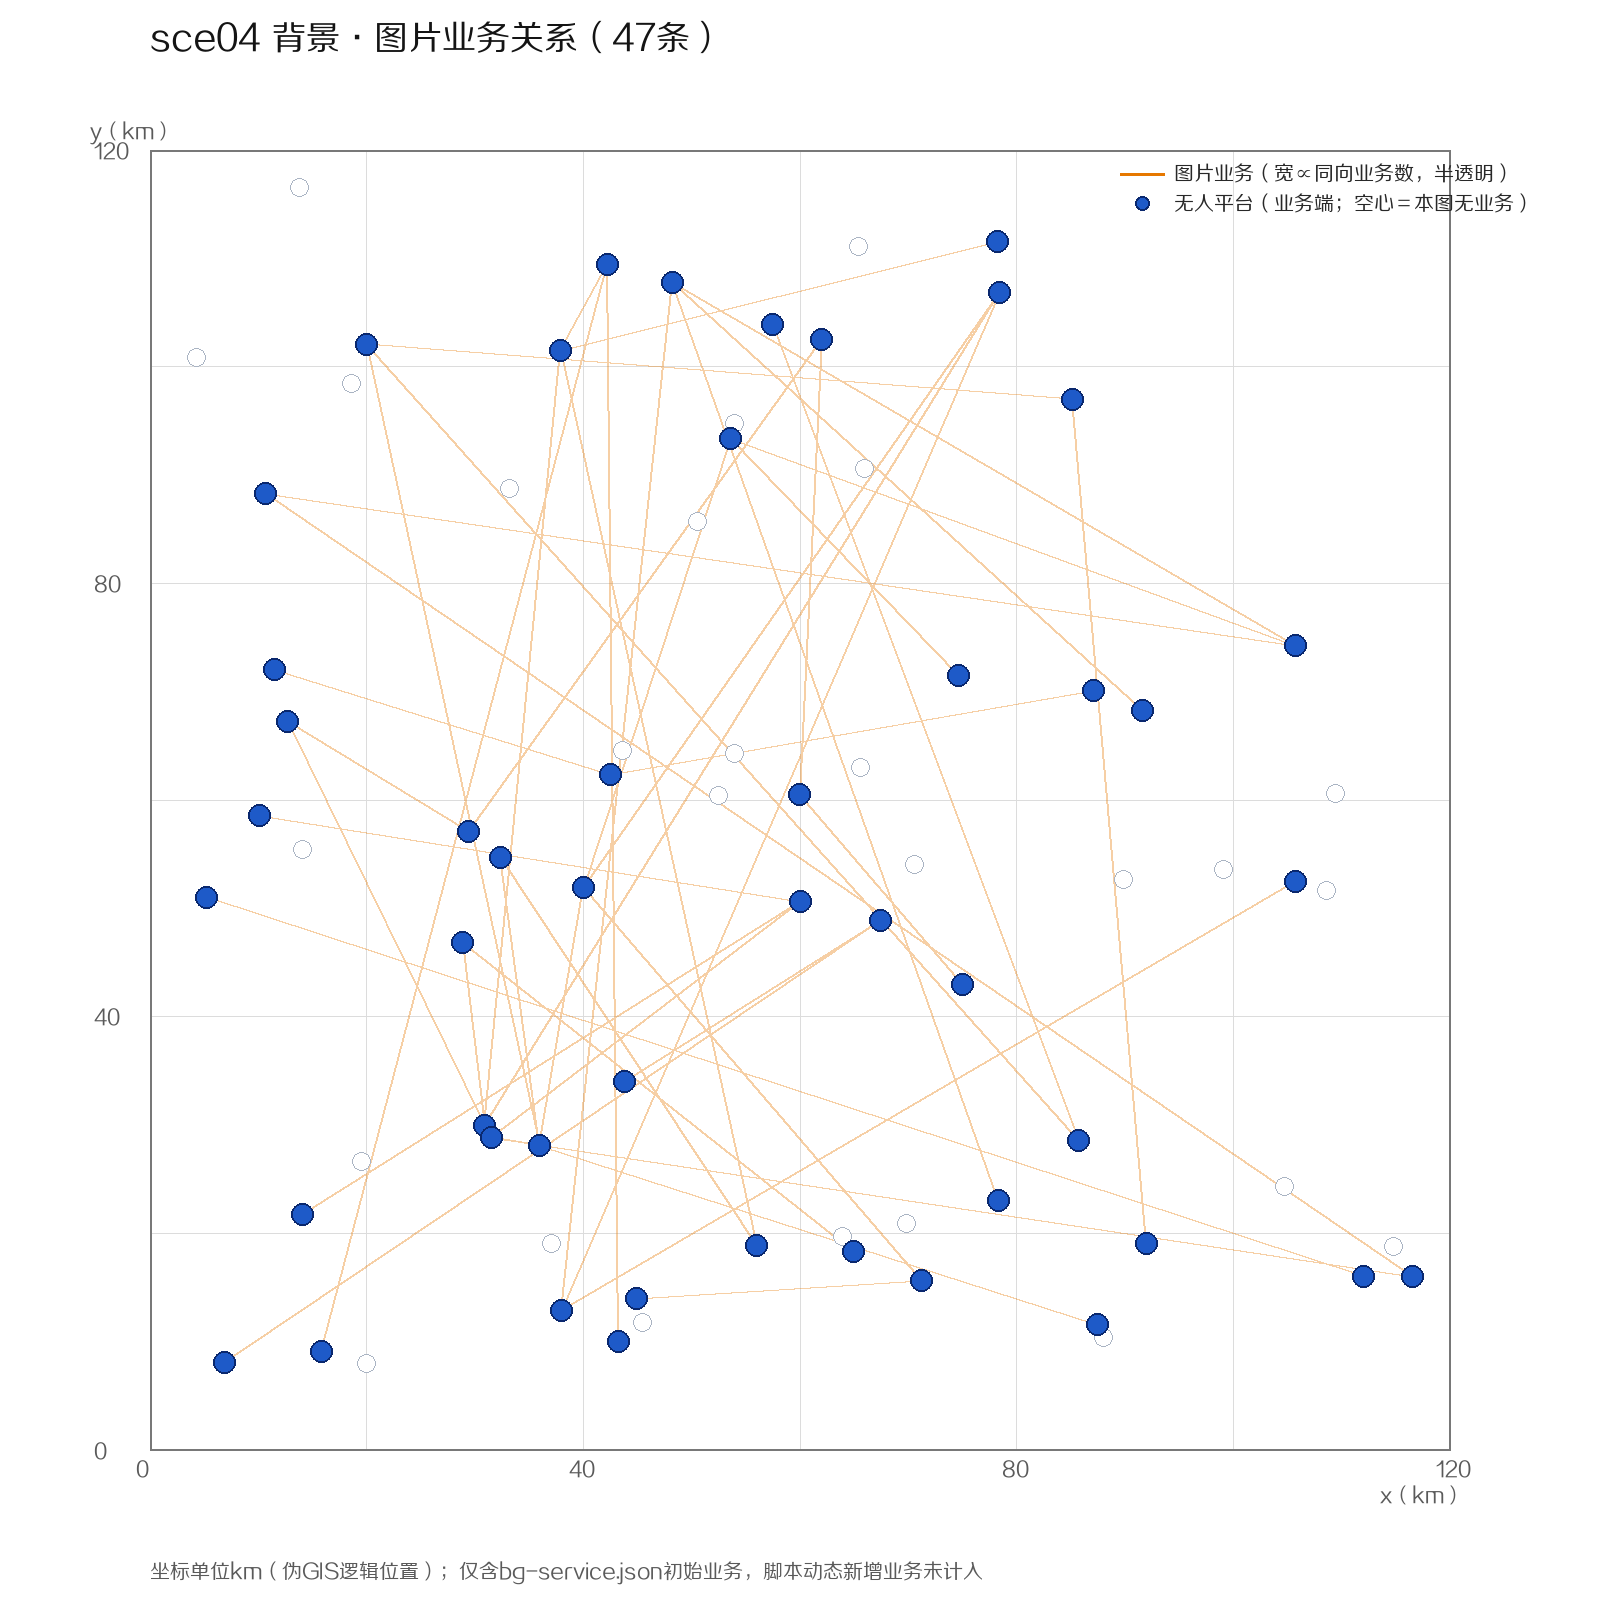 sce04 背景·图片业务关系（47条）
y（km）
120
图片业务（宽∝同向业务数，半透明）
无人平台（业务端；空心=本图无业务）
80
40
0
0 40 80 120
x（km）
坐标单位km（伪GIS逻辑位置）；仅含bg-service.json初始业务，脚本动态新增业务未计入